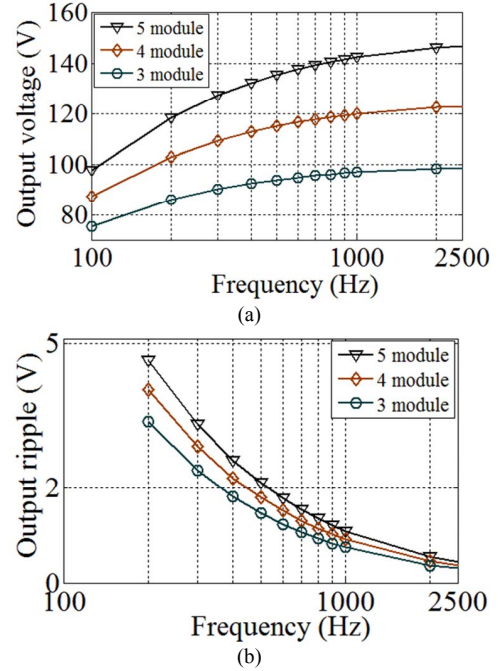 160
140
120
100
80
Output voltage (V)
5 module
4 module
3 module
100
1000
2500
Frequency (Hz)
(a)
5
2
0
Output ripple (V)
5 module
4 module
3 module
100
1000
2500
Frequency (Hz)
(b)